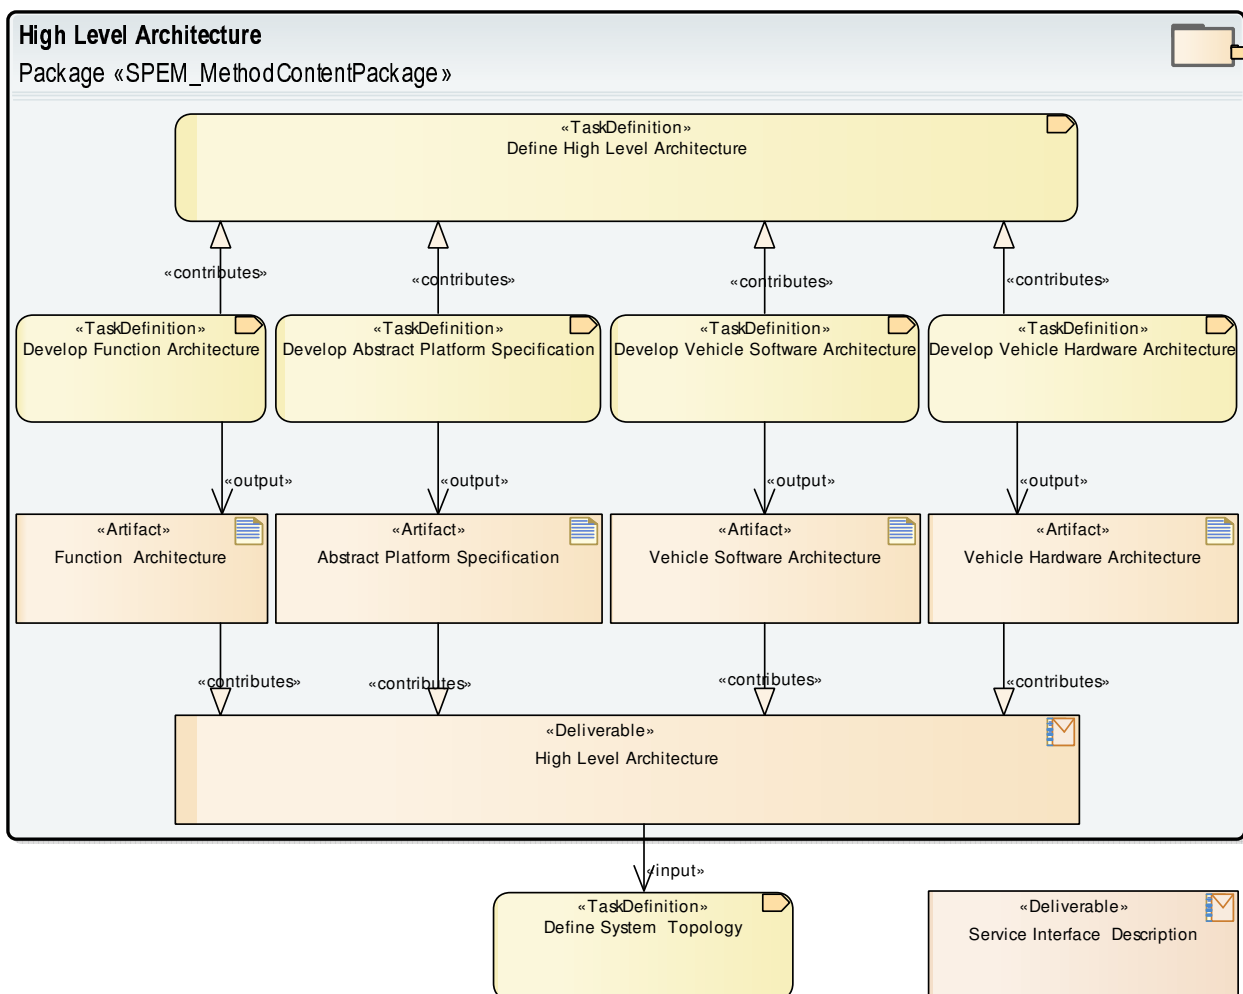 High Level Architecture
Package «SPEM_MethodContentPackage»
«TaskDefinition»
Define High Level Architecture
«contributes»
«contributes»
«contributes»
«contributes»
«TaskDefinition»
Develop Function Architecture
«TaskDefinition»
Develop Abstract Platform Specification
«TaskDefinition»
Develop Vehicle Software Architecture
«TaskDefinition»
Develop Vehicle Hardware Architecture
«output»
«output»
«output»
«output»
«Artifact»
Function Architecture
«Artifact»
Abstract Platform Specification
«Artifact»
Vehicle Software Architecture
«Artifact»
Vehicle Hardware Architecture
«contributes»
«contributes»
«contributes»
«contributes»
«Deliverable»
High Level Architecture
«input»
«TaskDefinition»
Define System Topology
«Deliverable»
Service Interface Description